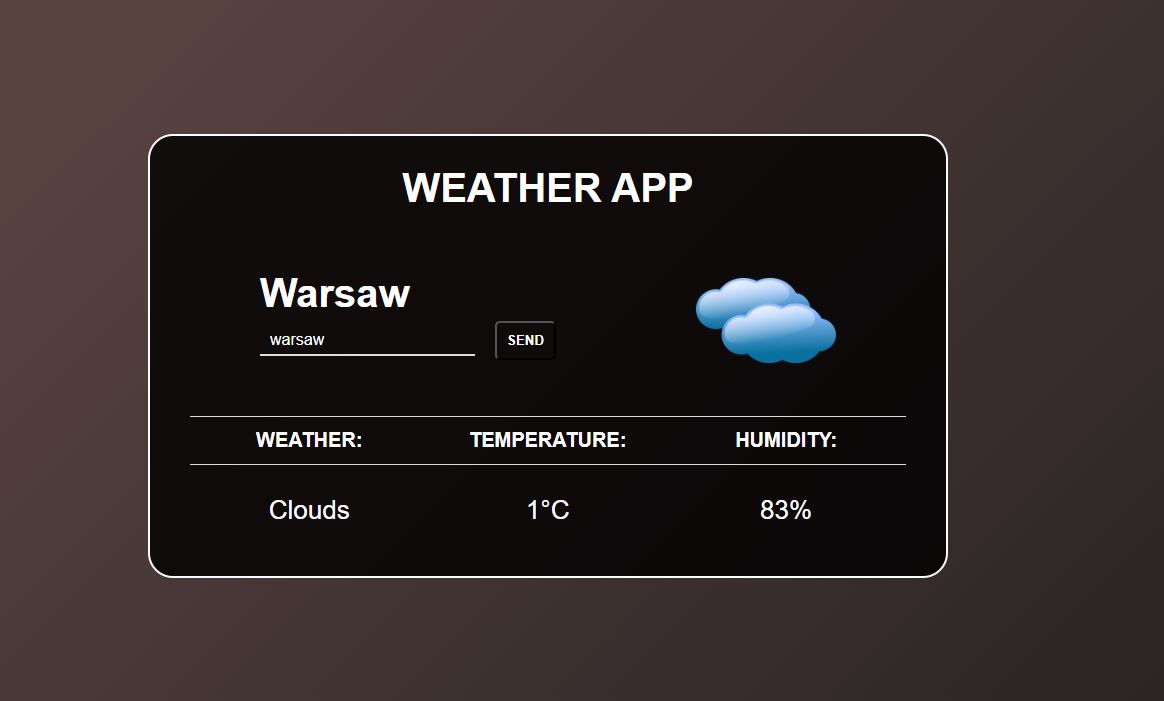 WEATHER APP
Warsaw
warsaw SEND
WEATHER: TEMPERATURE: HUMIDITY:
Clouds 1°C 83%